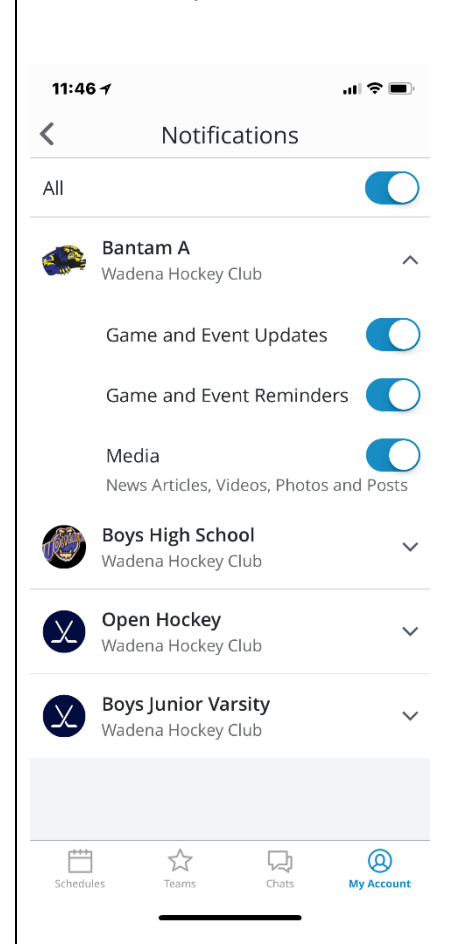 11:46
Notifications
All
Bantam A
Wadena Hockey Club
Game and Event Updates
Game and Event Reminders
Media
News Articles, Videos, Photos and Posts
Boys High School
Wadena Hockey Club
Open Hockey
Wadena Hockey Club
Boys Junior Varsity
Wadena Hockey Club
Schedules Teams Chats My Account